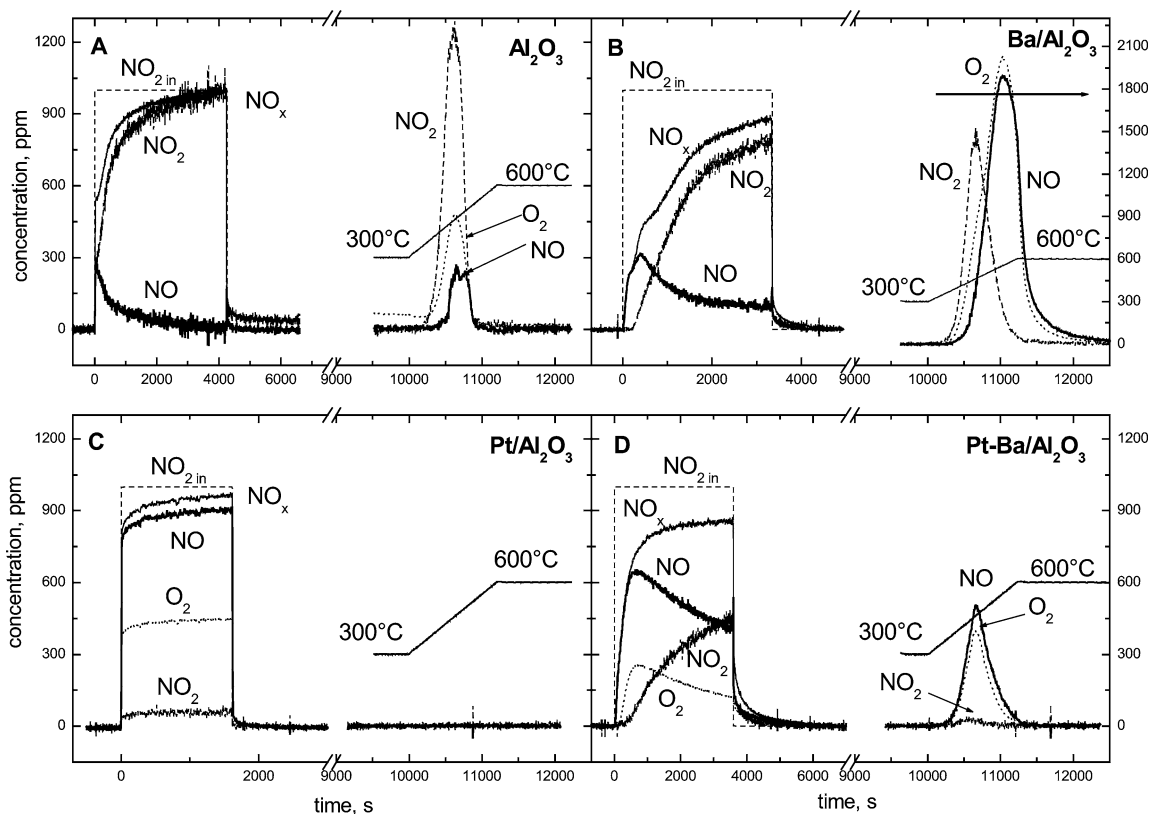 A
Al2O3
B
Ba/Al2O3
1200
900
600
300
0
concentration, ppm
NO2 in
NOx
NO2
NO
NO2
600°C
300°C
O2
NO
0 2000 4000 6000 9000 10000 11000 12000
NO2 in
NOx
NO2
NO
O2
NO2
NO
600°C
300°C
2100
1800
1500
1200
900
600
300
0
0 2000 4000 9000 10000 11000 12000
C
Pt/Al2O3
D
Pt-Ba/Al2O3
1200
900
600
300
0
concentration, ppm
NO2 in
NOx
NO
O2
NO2
600°C
300°C
0 2000 9000 10000 11000 12000
time, s
NO2 in
NOx
NO
NO2
O2
NO
600°C
300°C
O2
NO2
1200
900
600
300
0
0 2000 4000 6000 9000 10000 11000 12000
time, s